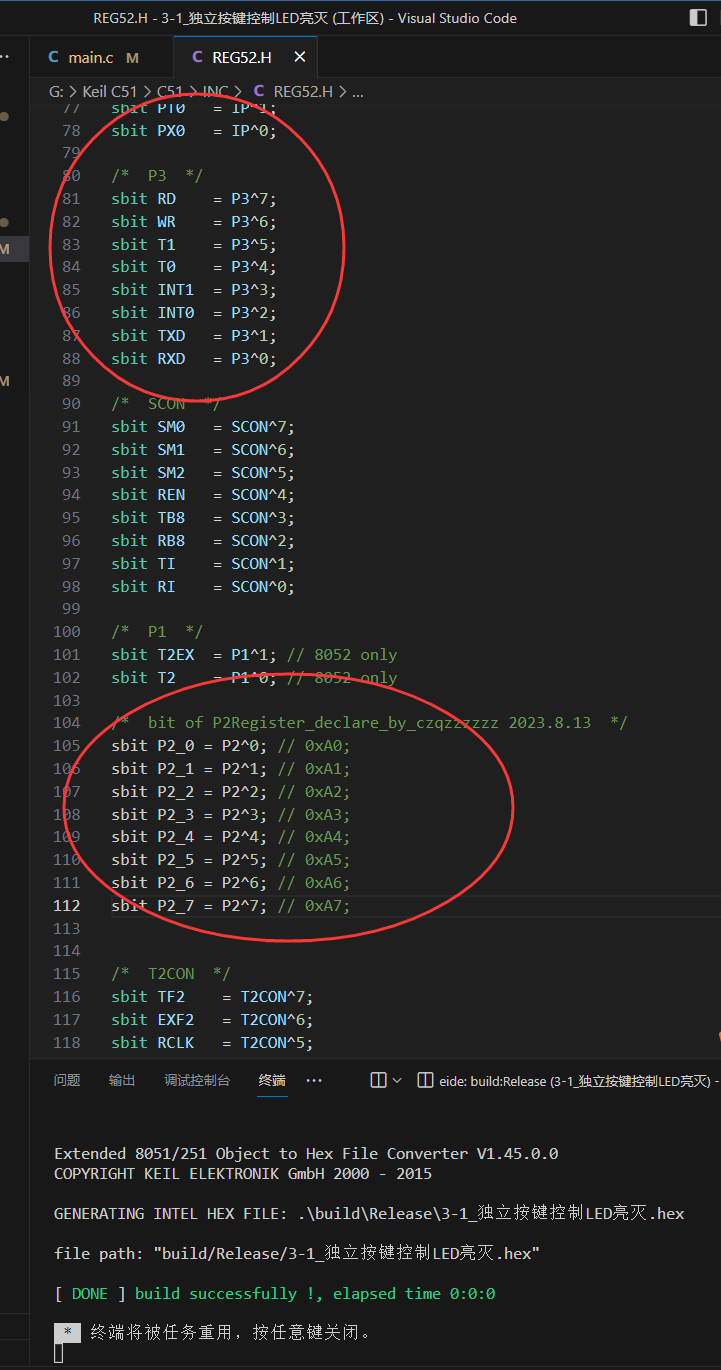 REG52.H - 3-1_独立按键控制LED亮灭 (工作区) - Visual Studio Code
C main.c M C REG52.H ×
G: > Keil C51 > C51 > INC > C REG52.H > ...
77 sbit PT0 = IP^1;
78 sbit PX0 = IP^0;
79
80 /* P3 */
81 sbit RD = P3^7;
82 sbit WR = P3^6;
83 sbit T1 = P3^5;
84 sbit T0 = P3^4;
85 sbit INT1 = P3^3;
86 sbit INT0 = P3^2;
87 sbit TXD = P3^1;
88 sbit RXD = P3^0;
89
90 /* SCON */
91 sbit SM0 = SCON^7;
92 sbit SM1 = SCON^6;
93 sbit SM2 = SCON^5;
94 sbit REN = SCON^4;
95 sbit TB8 = SCON^3;
96 sbit RB8 = SCON^2;
97 sbit TI = SCON^1;
98 sbit RI = SCON^0;
99
100 /* P1 */
101 sbit T2EX = P1^1; // 8052 only
102 sbit T2 = P1^0; // 8052 only
103
104 /* bit of P2Register_declare_by_czqzzzzzz 2023.8.13 */
105 sbit P2_0 = P2^0; // 0xA0;
106 sbit P2_1 = P2^1; // 0xA1;
107 sbit P2_2 = P2^2; // 0xA2;
108 sbit P2_3 = P2^3; // 0xA3;
109 sbit P2_4 = P2^4; // 0xA4;
110 sbit P2_5 = P2^5; // 0xA5;
111 sbit P2_6 = P2^6; // 0xA6;
112 sbit P2_7 = P2^7; // 0xA7;
113
114
115 /* T2CON */
116 sbit TF2 = T2CON^7;
117 sbit EXF2 = T2CON^6;
118 sbit RCLK = T2CON^5;
M
M
问题 输出 调试控制台 终端 ··· eide: build:Release (3-1_独立按键控制LED亮灭) -
Extended 8051/251 Object to Hex File Converter V1.45.0.0
COPYRIGHT KEIL ELEKTRONIK GmbH 2000 - 2015
GENERATING INTEL HEX FILE: .\build\Release\3-1_独立按键控制LED亮灭.hex
file path: "build/Release/3-1_独立按键控制LED亮灭.hex"
[ DONE ] build successfully !, elapsed time 0:0:0
* 终端将被任务重用，按任意键关闭。